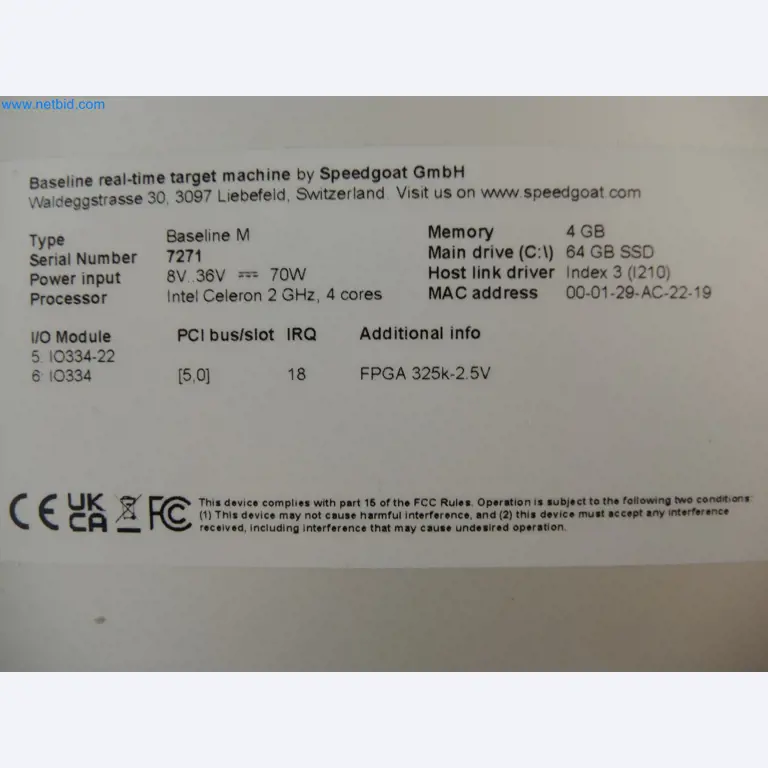 www.netbid.com
Baseline real-time target machine by Speedgoat GmbH
Waldeggstrasse 30, 3097 Liebefeld, Switzerland. Visit us on www.speedgoat.com
Type Baseline M Memory 4 GB
Serial Number 7271 Main drive (C:\) 64 GB SSD
Power input 8V..36V ⎓ 70W Host link driver Index 3 (I210)
Processor Intel Celeron 2 GHz, 4 cores MAC address 00-01-29-AC-22-19
I/O Module PCI bus/slot IRQ Additional info
5: IO334-22
6: IO334 [5,0] 18 FPGA 325k-2.5V
CE UK CA FC This device complies with part 15 of the FCC Rules. Operation is subject to the following two conditions:
(1) This device may not cause harmful interference, and (2) this device must accept any interference
received, including interference that may cause undesired operation.